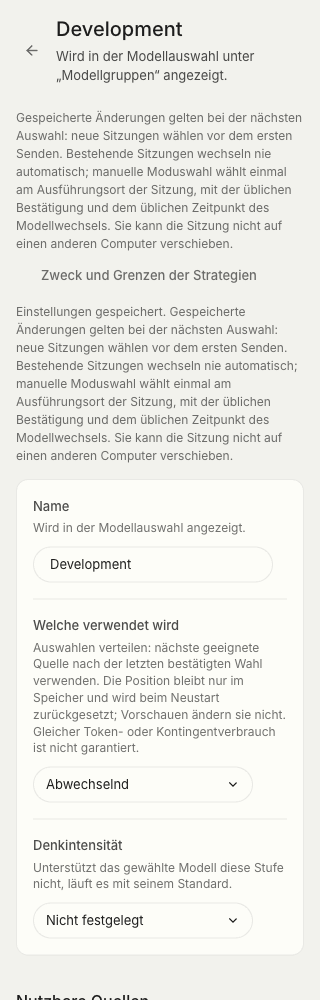 Development
Wird in der Modellauswahl unter
„Modellgruppen“ angezeigt.
Gespeicherte Änderungen gelten bei der nächsten
Auswahl: neue Sitzungen wählen vor dem ersten
Senden. Bestehende Sitzungen wechseln nie
automatisch; manuelle Moduswahl wählt einmal
am Ausführungsort der Sitzung, mit der üblichen
Bestätigung und dem üblichen Zeitpunkt des
Modellwechsels. Sie kann die Sitzung nicht auf
einen anderen Computer verschieben.
Zweck und Grenzen der Strategien
Einstellungen gespeichert. Gespeicherte
Änderungen gelten bei der nächsten Auswahl:
neue Sitzungen wählen vor dem ersten Senden.
Bestehende Sitzungen wechseln nie automatisch;
manuelle Moduswahl wählt einmal am
Ausführungsort der Sitzung, mit der üblichen
Bestätigung und dem üblichen Zeitpunkt des
Modellwechsels. Sie kann die Sitzung nicht auf
einen anderen Computer verschieben.
Name
Wird in der Modellauswahl angezeigt.
Development
Welche verwendet wird
Auswahlen verteilen: nächste geeignete
Quelle nach der letzten bestätigten Wahl
verwenden. Die Position bleibt nur im
Speicher und wird beim Neustart
zurückgesetzt; Vorschauen ändern sie nicht.
Gleicher Token- oder Kontingentverbrauch
ist nicht garantiert.
Abwechselnd
Denkintensität
Unterstützt das gewählte Modell diese Stufe
nicht, läuft es mit seinem Standard.
Nicht festgelegt
Nutzbare Quellen